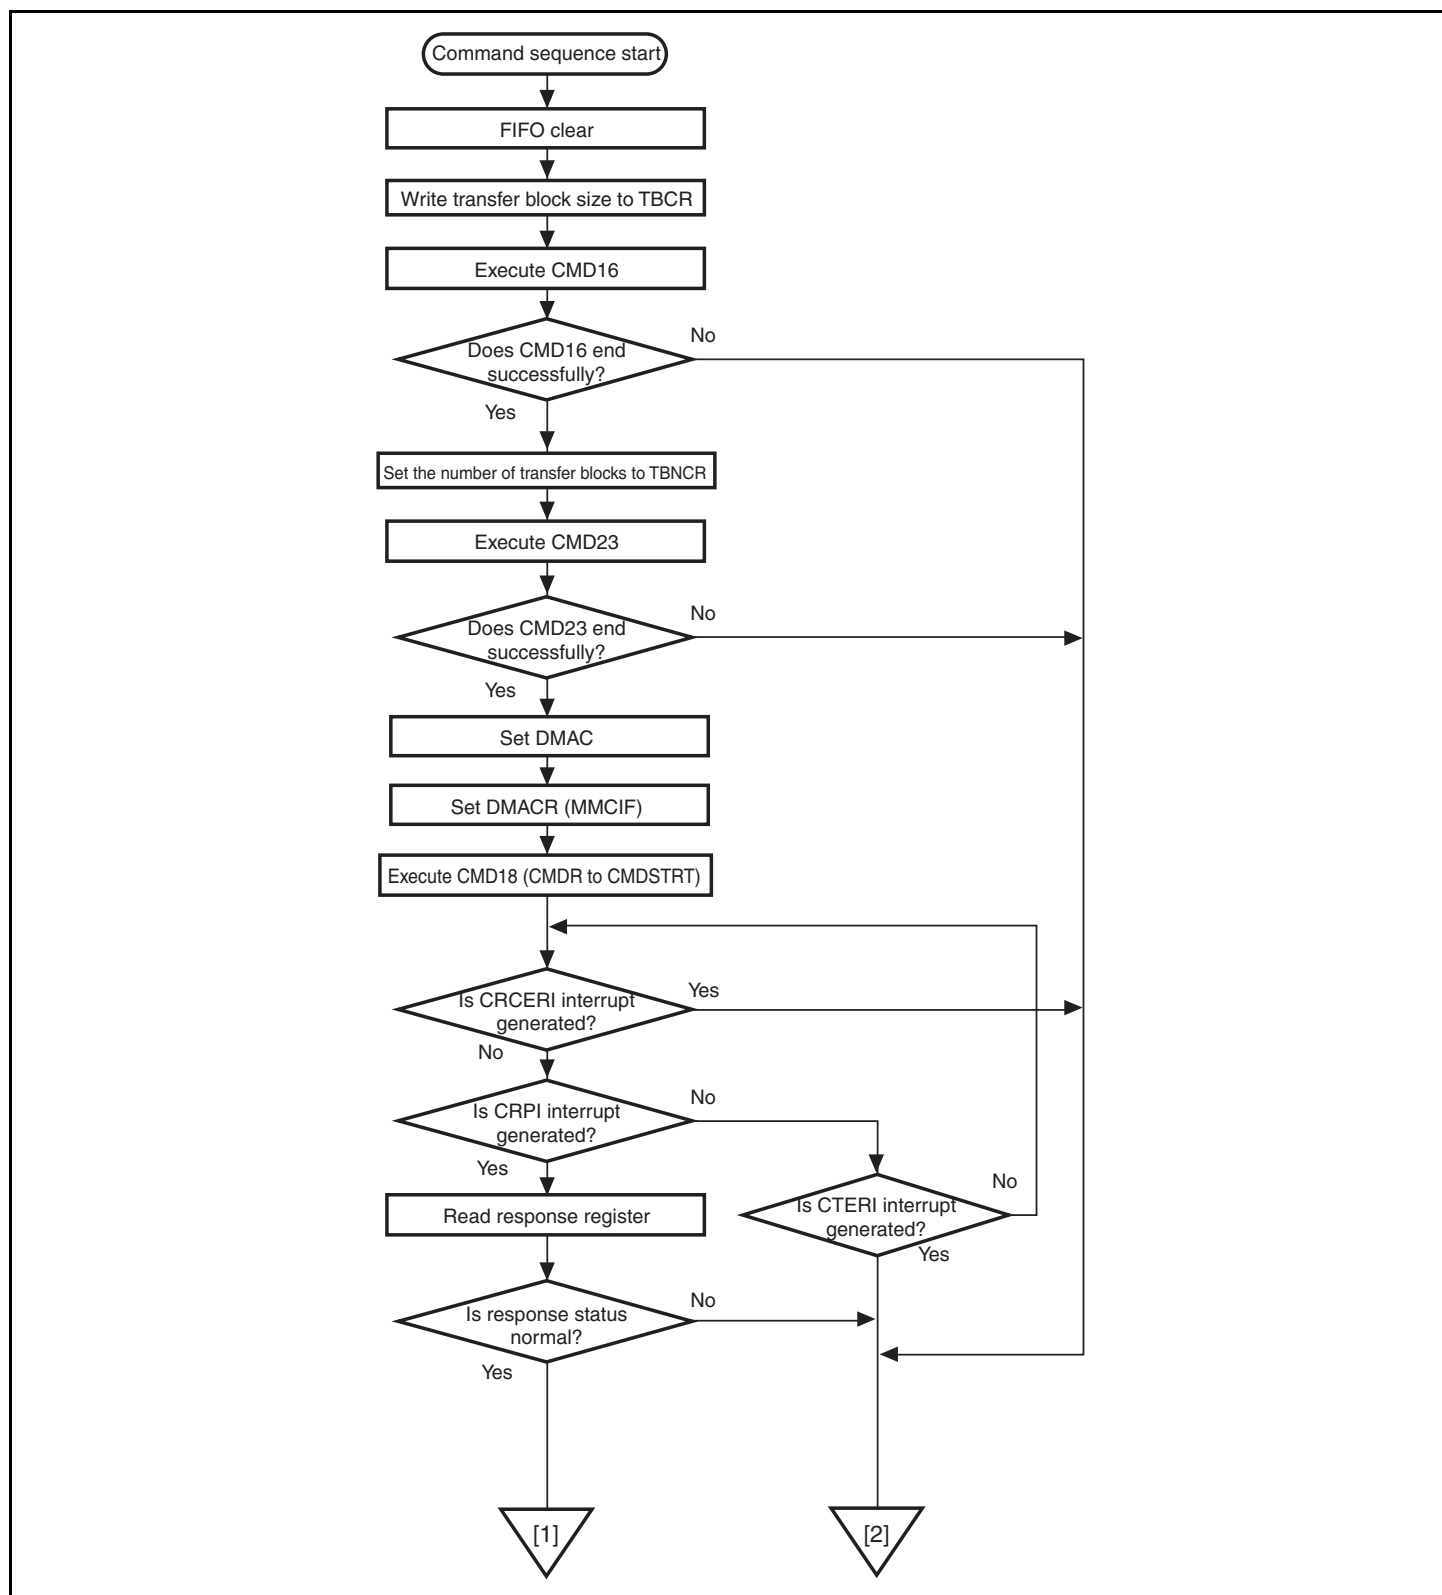 Command sequence start
FIFO clear
Write transfer block size to TBCR
Execute CMD16
No
Does CMD16 end
successfully?
Yes
Set the number of transfer blocks to TBNCR
Execute CMD23
No
Does CMD23 end
successfully?
Yes
Set DMAC
Set DMACR (MMCIF)
Execute CMD18 (CMDR to CMDSTRT)
Is CRCERI interrupt
generated?
Yes
No
Is CRPI interrupt
generated?
No
Yes
Is CTERI interrupt
generated?
No
Yes
Read response register
Is response status
normal?
No
Yes
[1]
[2]